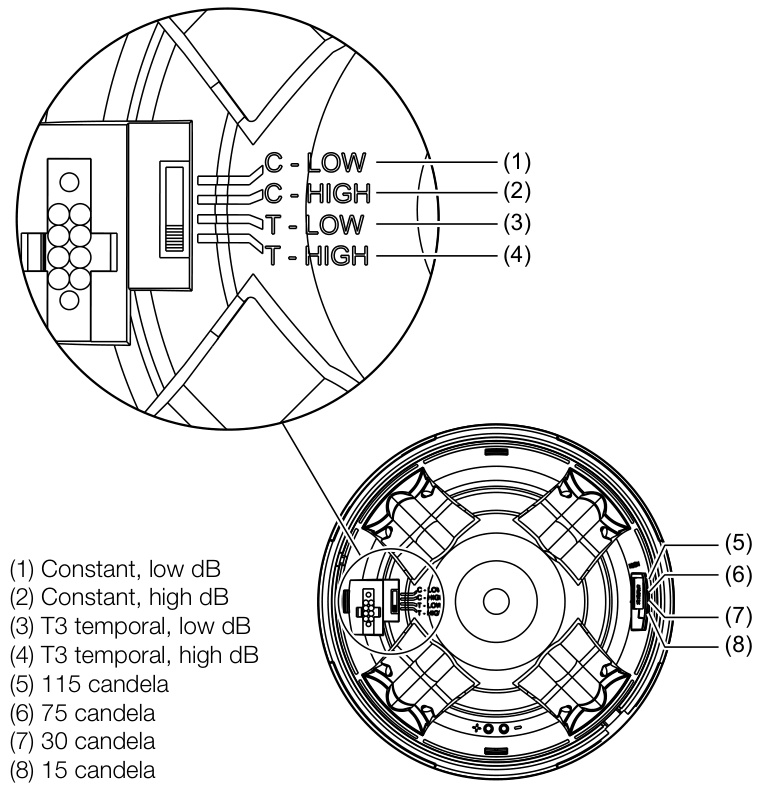 C - LOW (1)
C - HIGH (2)
T - LOW (3)
T - HIGH (4)
(5)
(6)
(7)
(8)
+ -
(1) Constant, low dB
(2) Constant, high dB
(3) T3 temporal, low dB
(4) T3 temporal, high dB
(5) 115 candela
(6) 75 candela
(7) 30 candela
(8) 15 candela